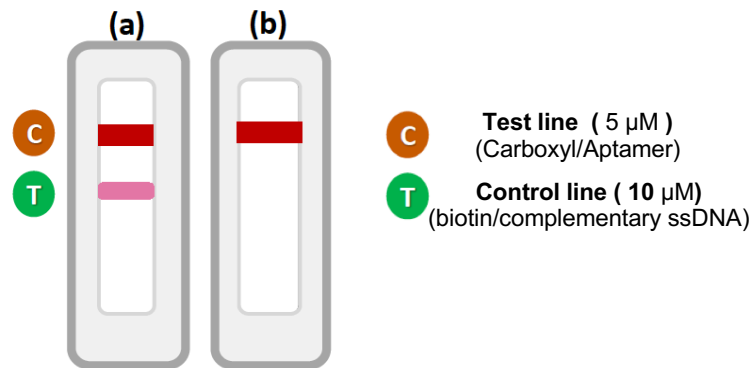 (a) (b)
C
T
C
Test line ( 5 µM )
(Carboxyl/Aptamer)
T
Control line ( 10 µM)
(biotin/complementary ssDNA)